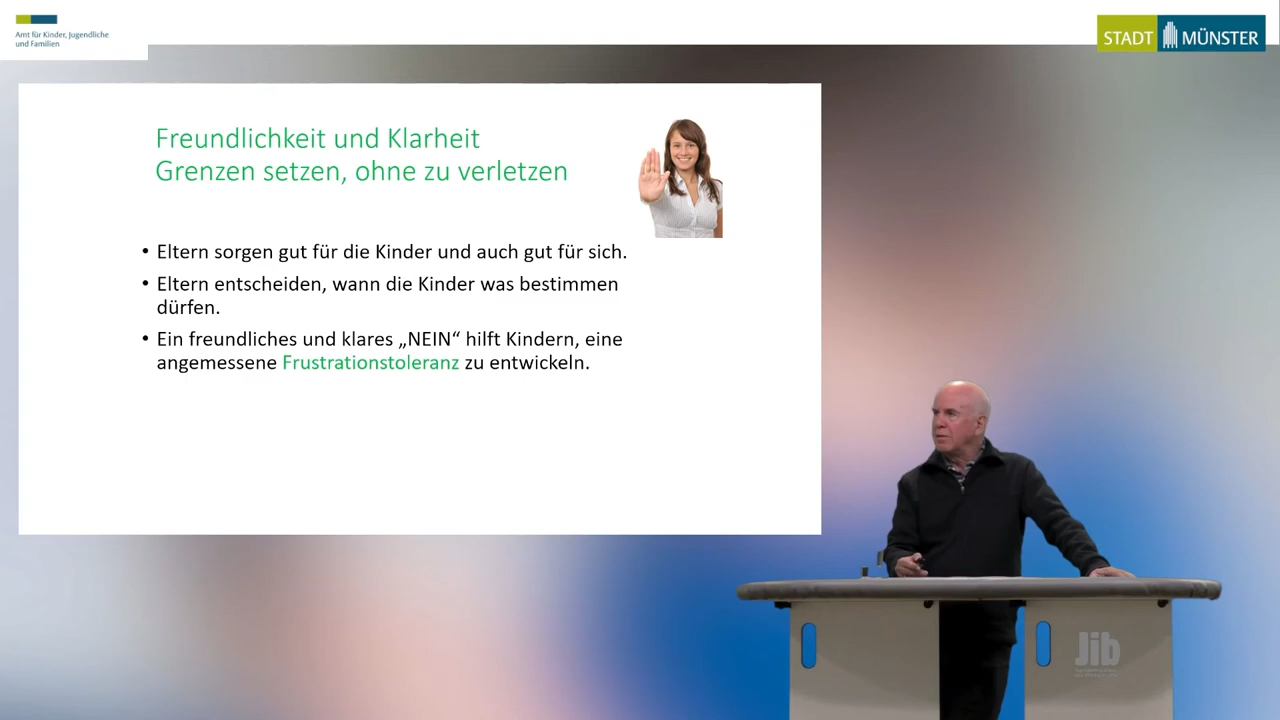 Amt für Kinder, Jugendliche
und Familien
STADT MÜNSTER
Freundlichkeit und Klarheit
Grenzen setzen, ohne zu verletzen
• Eltern sorgen gut für die Kinder und auch gut für sich.
• Eltern entscheiden, wann die Kinder was bestimmen
dürfen.
• Ein freundliches und klares „NEIN“ hilft Kindern, eine
angemessene Frustrationstoleranz zu entwickeln.
Jib